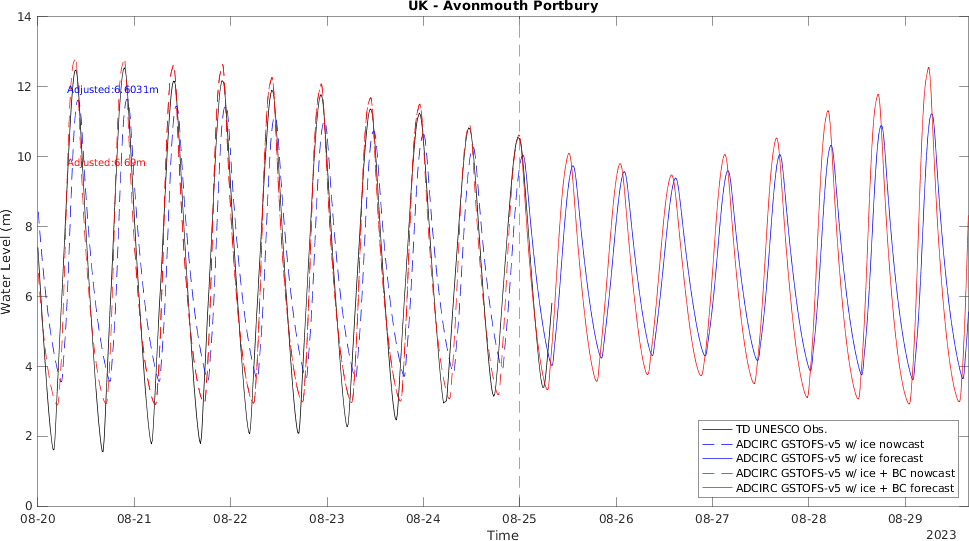 UK - Avonmouth Portbury
14
12
10
8
6
4
2
0
Water Level (m)
Adjusted:6.6031m
Adjusted:6.69m
TD UNESCO Obs.
ADCIRC GSTOFS-v5 w/ ice nowcast
ADCIRC GSTOFS-v5 w/ ice forecast
ADCIRC GSTOFS-v5 w/ ice + BC nowcast
ADCIRC GSTOFS-v5 w/ ice + BC forecast
08-20 08-21 08-22 08-23 08-24 08-25 08-26 08-27 08-28 08-29
Time
2023